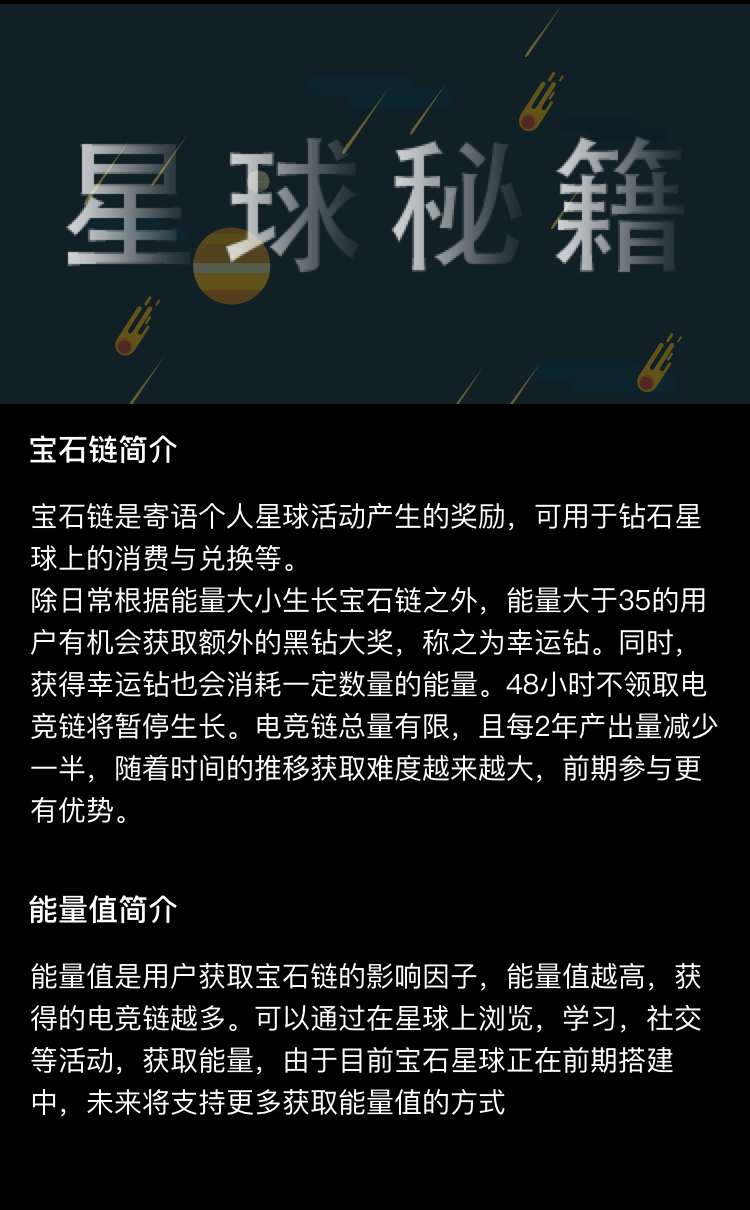 星球秘籍
宝石链简介
宝石链是寄语个人星球活动产生的奖励，可用于钻石星
球上的消费与兑换等。
除日常根据能量大小生长宝石链之外，能量大于35的用
户有机会获取额外的黑钻大奖，称之为幸运钻。同时，
获得幸运钻也会消耗一定数量的能量。48小时不领取电
竞链将暂停生长。电竞链总量有限，且每2年产出量减少
一半，随着时间的推移获取难度越来越大，前期参与更
有优势。
能量值简介
能量值是用户获取宝石链的影响因子，能量值越高，获
得的电竞链越多。可以通过在星球上浏览，学习，社交
等活动，获取能量，由于目前宝石星球正在前期搭建
中，未来将支持更多获取能量值的方式